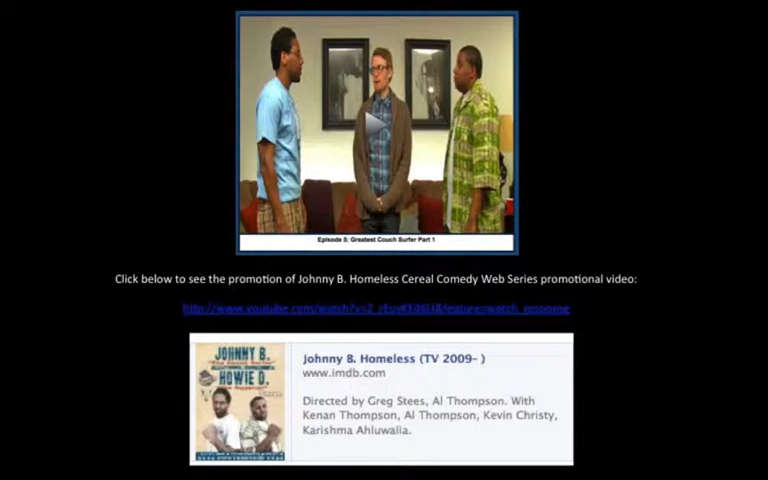 Episode 5: Greatest Couch Surfer Part 1
Click below to see the promotion of Johnny B. Homeless Cereal Comedy Web Series promotional video:
JOHNNY B.
HOWIE D.
Johnny B. Homeless (TV 2009- )
www.imdb.com
Directed by Greg Stees, Al Thompson. With
Kenan Thompson, Al Thompson, Kevin Christy,
Karishma Ahluwalia.